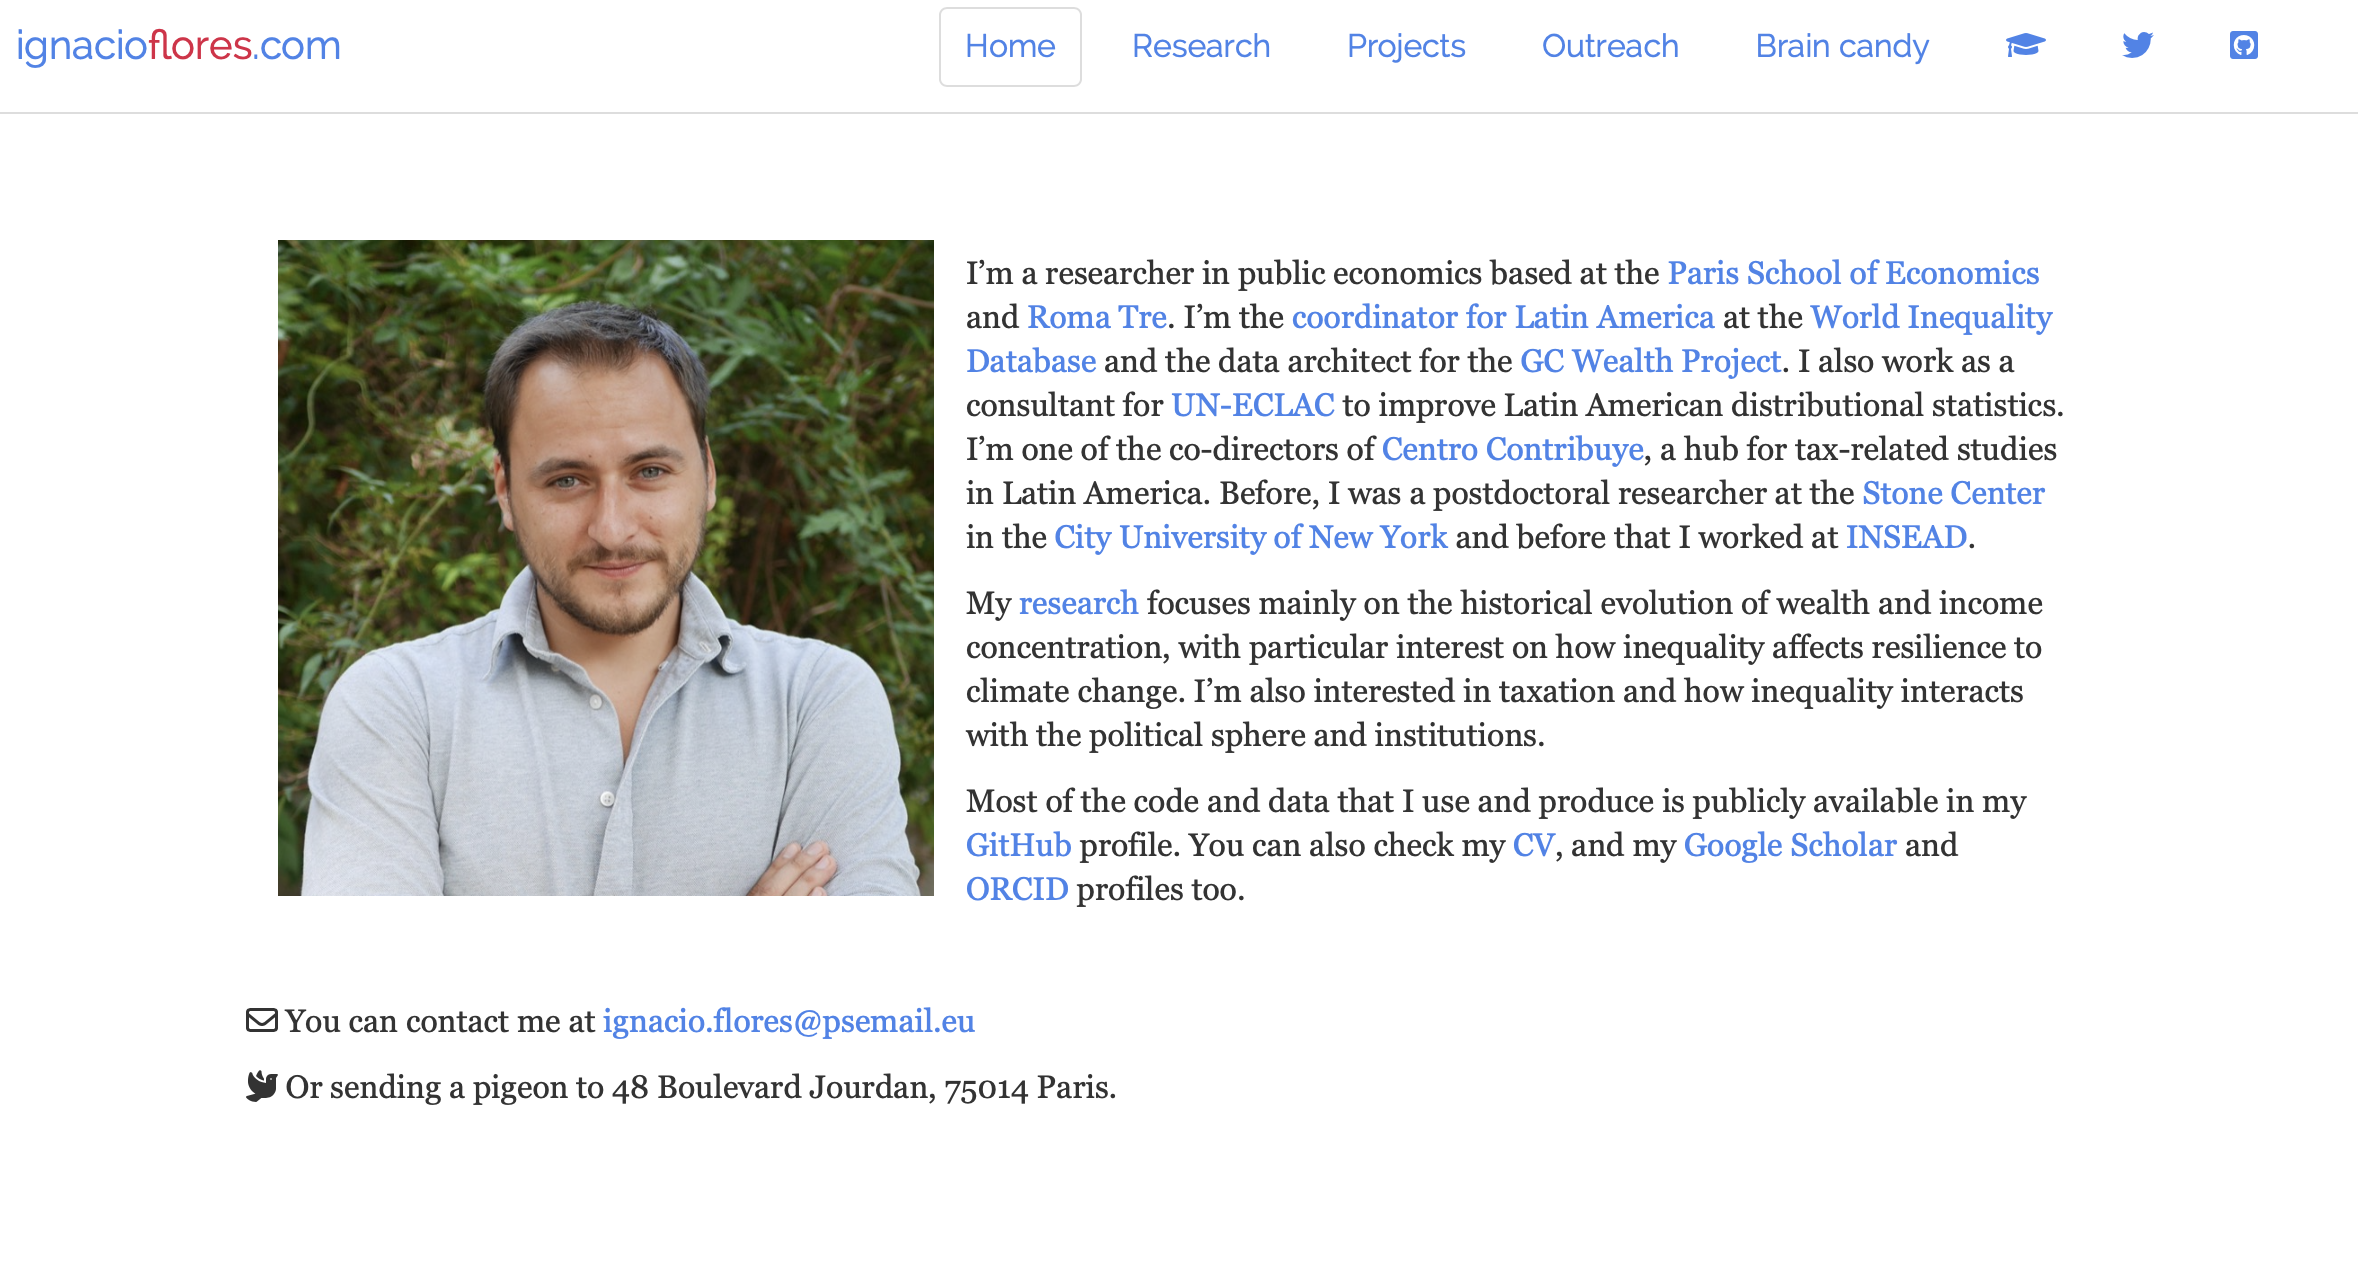 ignacioflores.com
Home Research Projects Outreach Brain candy
I’m a researcher in public economics based at the Paris School of Economics
and Roma Tre. I’m the coordinator for Latin America at the World Inequality
Database and the data architect for the GC Wealth Project. I also work as a
consultant for UN-ECLAC to improve Latin American distributional statistics.
I’m one of the co-directors of Centro Contribuye, a hub for tax-related studies
in Latin America. Before, I was a postdoctoral researcher at the Stone Center
in the City University of New York and before that I worked at INSEAD.
My research focuses mainly on the historical evolution of wealth and income
concentration, with particular interest on how inequality affects resilience to
climate change. I’m also interested in taxation and how inequality interacts
with the political sphere and institutions.
Most of the code and data that I use and produce is publicly available in my
GitHub profile. You can also check my CV, and my Google Scholar and
ORCID profiles too.
You can contact me at ignacio.flores@psemail.eu
Or sending a pigeon to 48 Boulevard Jourdan, 75014 Paris.